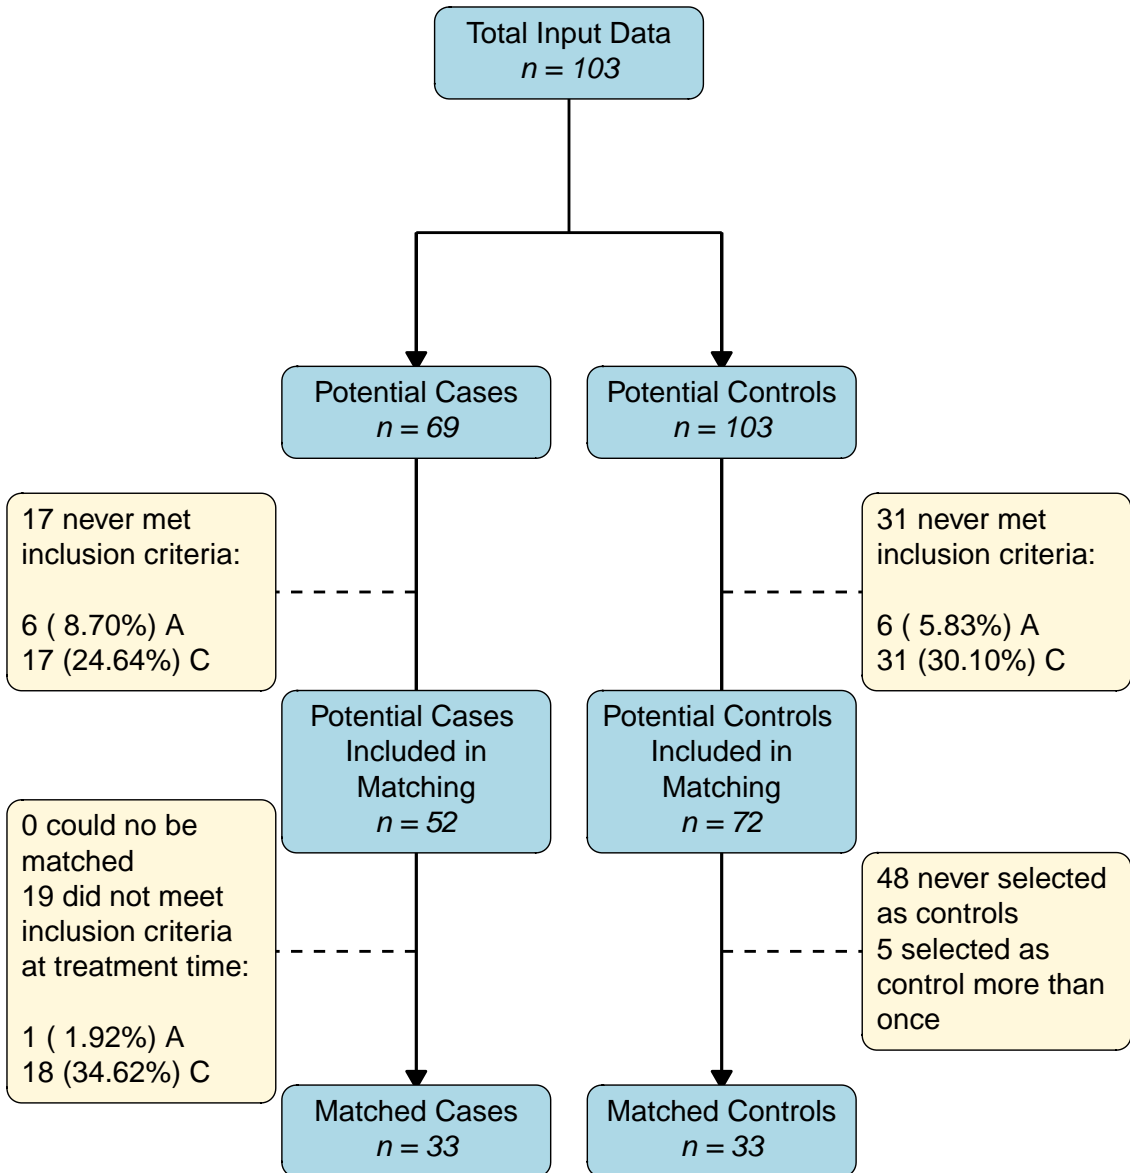 Total Input Data
n = 103
Potential Cases
n = 69
Potential Controls
n = 103
17 never met
inclusion criteria:
6 ( 8.70%) A
17 (24.64%) C
31 never met
inclusion criteria:
6 ( 5.83%) A
31 (30.10%) C
Potential Cases
Included in
Matching
n = 52
Potential Controls
Included in
Matching
n = 72
0 could no be
matched
19 did not meet
inclusion criteria
at treatment time:
1 ( 1.92%) A
18 (34.62%) C
48 never selected
as controls
5 selected as
control more than
once
Matched Cases
n = 33
Matched Controls
n = 33